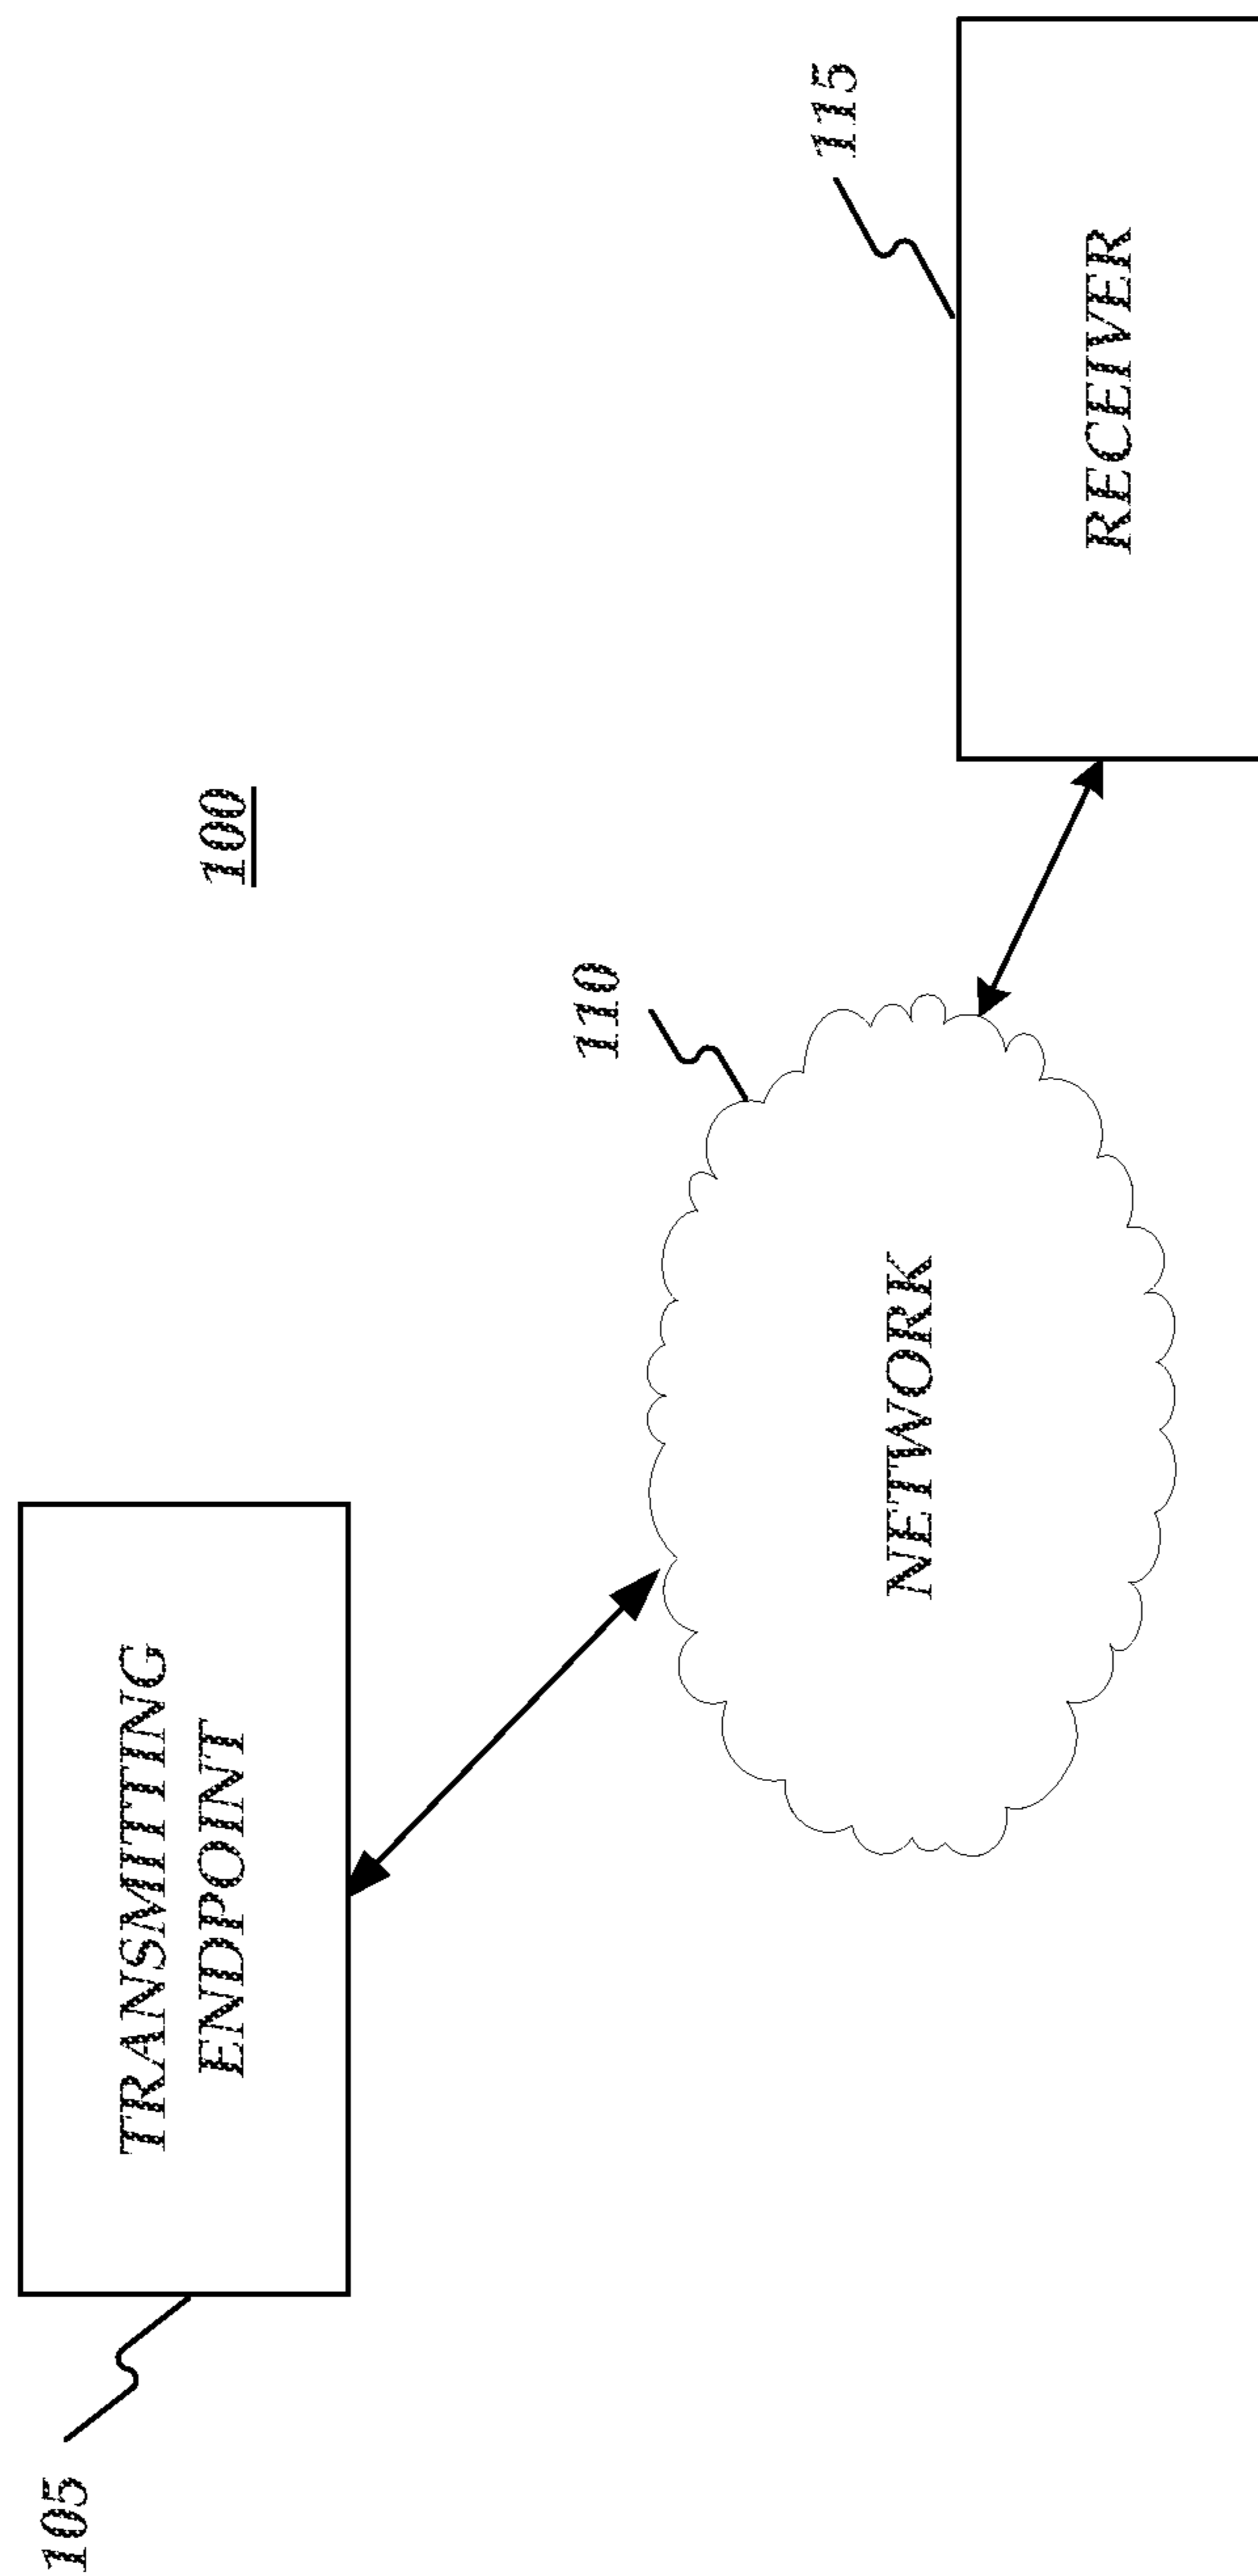 100
105
TRANSMITTING
ENDPOINT
110
NETWORK
115
RECEIVER